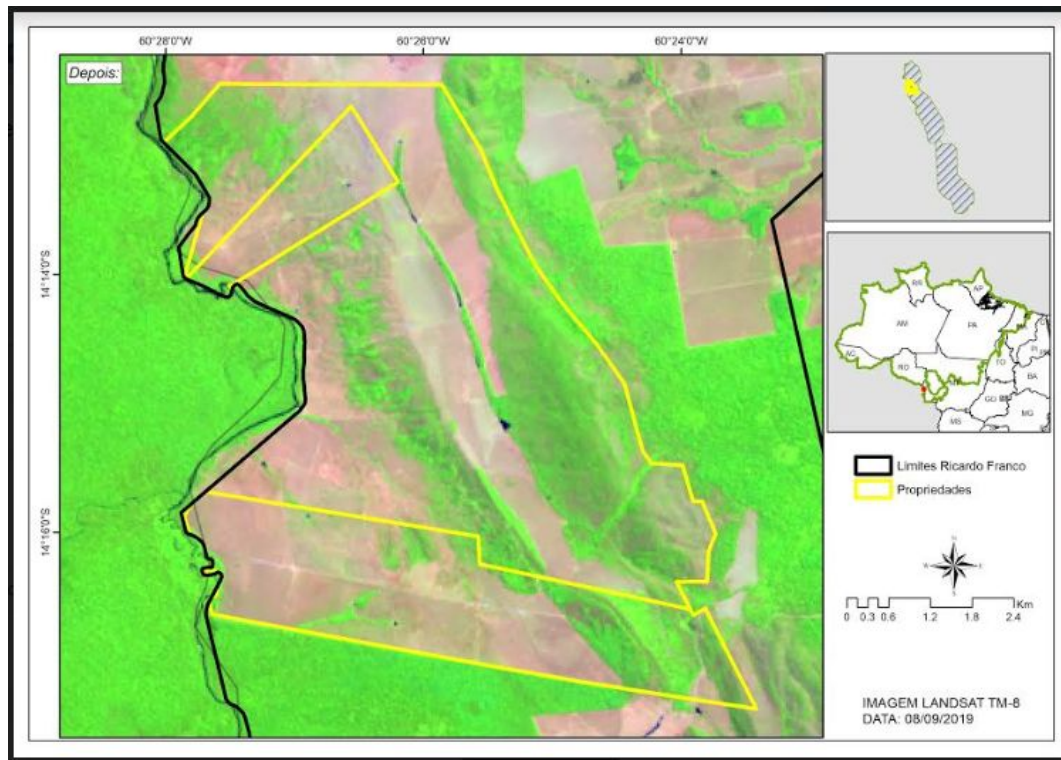 60°28'0"W
60°26'0"W
60°24'0"W
Depois:
14°14'0"S
14°16'0"S
RR
AP
AM
PA
AC
RO
TO
PI
BA
GO
MG
MS
Limites Ricardo Franco
Propriedades
N
W
E
S
Km
0 0.3 0.6 1.2 1.8 2.4
IMAGEM LANDSAT TM-8
DATA: 08/09/2019